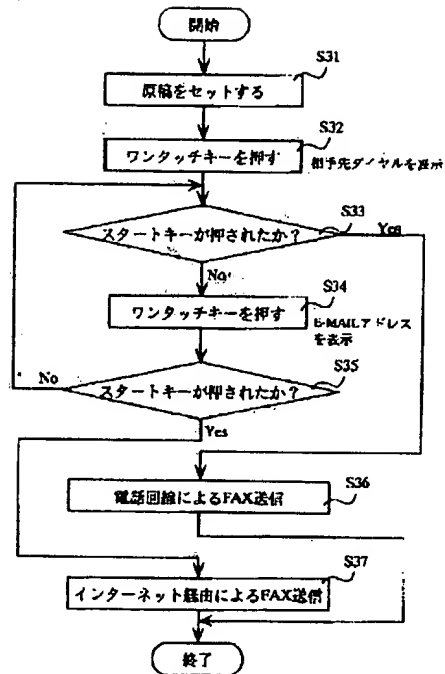 開始
S31
原稿をセットする
S32
ワンタッチキーを押す
相手先ダイヤルを表示
S33
スタートキーが押されたか?
Yes
No
S34
ワンタッチキーを押す
E-MAILアドレス
を表示
S35
スタートキーが押されたか?
No
Yes
S36
電話回線によるFAX送信
S37
インターネット経由によるFAX送信
終了